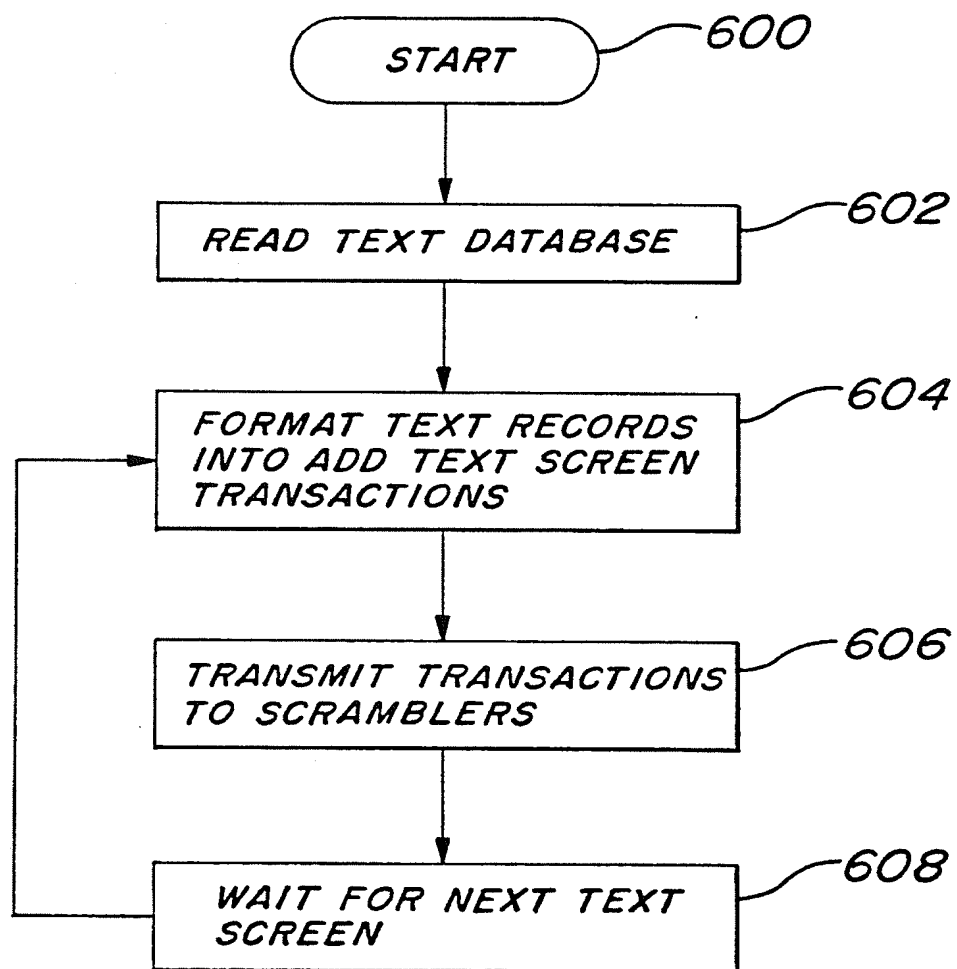 600
START
602
READ TEXT DATABASE
604
FORMAT TEXT RECORDS
INTO ADD TEXT SCREEN
TRANSACTIONS
606
TRANSMIT TRANSACTIONS
TO SCRAMBLERS
608
WAIT FOR NEXT TEXT
SCREEN